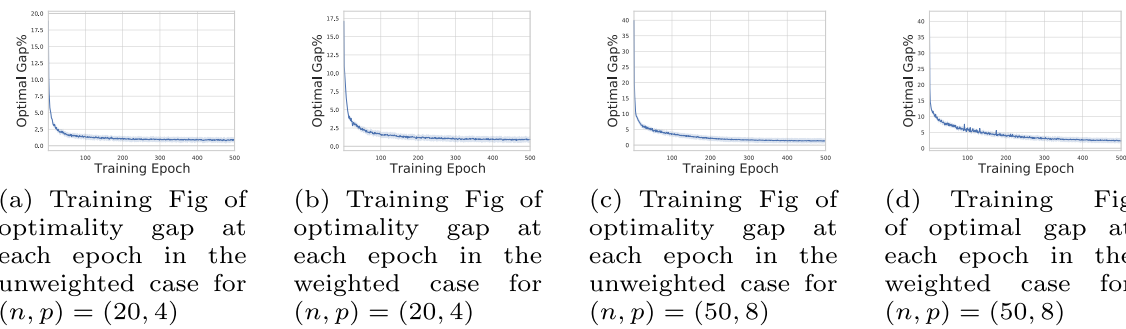 20.0
17.5
15.0
12.5
10.0
7.5
5.0
2.5
0.0
Optimal Gap%
100 200 300 400 500
Training Epoch
(a) Training Fig of
optimality gap at
each epoch in the
unweighted case for
(n, p) = (20, 4)
17.5
15.0
12.5
10.0
7.5
5.0
2.5
0.0
Optimal Gap%
100 200 300 400 500
Training Epoch
(b) Training Fig of
optimality gap at
each epoch in the
weighted case for
(n, p) = (20, 4)
40
35
30
25
20
15
10
5
0
Optimal Gap%
100 200 300 400 500
Training Epoch
(c) Training Fig of
optimality gap at
each epoch in the
unweighted case for
(n, p) = (50, 8)
40
35
30
25
20
15
10
5
0
Optimal Gap%
100 200 300 400 500
Training Epoch
(d) Training Fig
of optimal gap at
each epoch in the
weighted case for
(n, p) = (50, 8)